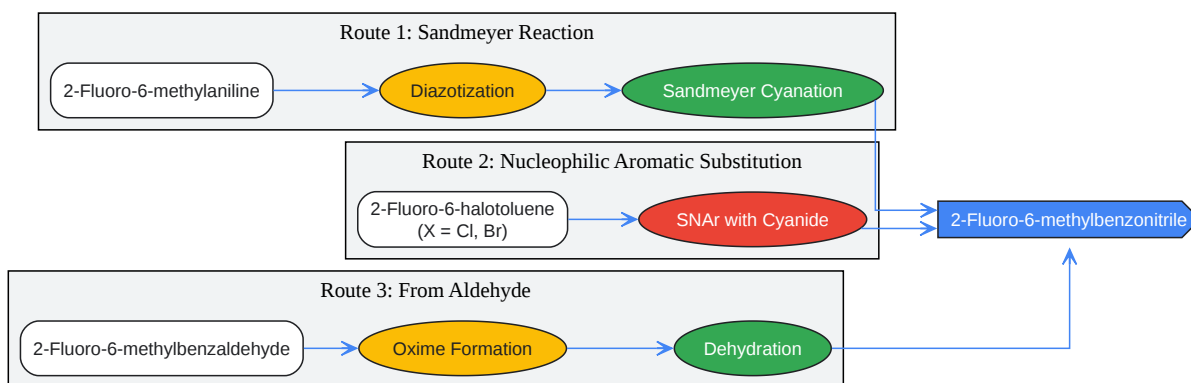 Route 1: Sandmeyer Reaction
2-Fluoro-6-methylaniline
Diazotization
Sandmeyer Cyanation
Route 2: Nucleophilic Aromatic Substitution
2-Fluoro-6-halotoluene
(X = Cl, Br)
SNAr with Cyanide
2-Fluoro-6-methylbenzonitrile
Route 3: From Aldehyde
2-Fluoro-6-methylbenzaldehyde
Oxime Formation
Dehydration